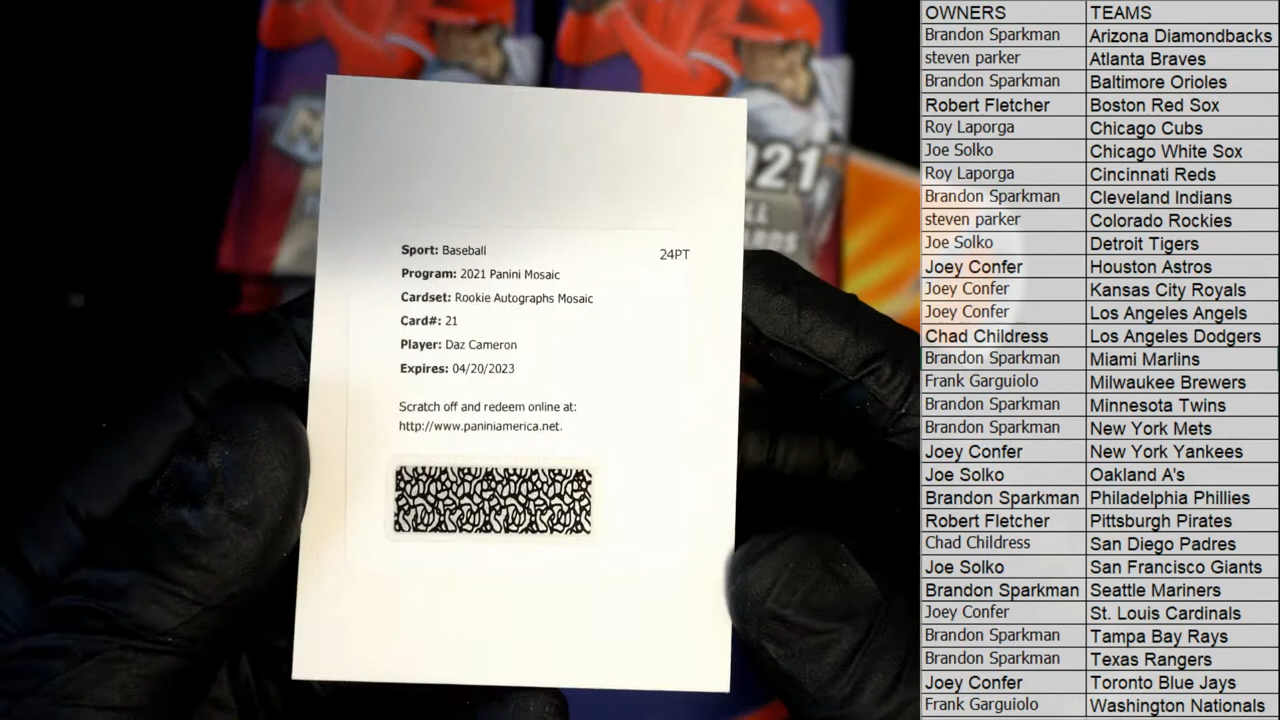 Sport: Baseball
24PT
Program: 2021 Panini Mosaic
Cardset: Rookie Autographs Mosaic
Card#: 21
Player: Daz Cameron
Expires: 04/20/2023
Scratch off and redeem online at:
http://www.paniniamerica.net.
021
OWNERS TEAMS
Brandon Sparkman Arizona Diamondbacks
steven parker Atlanta Braves
Brandon Sparkman Baltimore Orioles
Robert Fletcher Boston Red Sox
Roy Laporga Chicago Cubs
Joe Solko Chicago White Sox
Roy Laporga Cincinnati Reds
Brandon Sparkman Cleveland Indians
steven parker Colorado Rockies
Joe Solko Detroit Tigers
Joey Confer Houston Astros
Joey Confer Kansas City Royals
Joey Confer Los Angeles Angels
Chad Childress Los Angeles Dodgers
Brandon Sparkman Miami Marlins
Frank Garguiolo Milwaukee Brewers
Brandon Sparkman Minnesota Twins
Brandon Sparkman New York Mets
Joey Confer New York Yankees
Joe Solko Oakland A's
Brandon Sparkman Philadelphia Phillies
Robert Fletcher Pittsburgh Pirates
Chad Childress San Diego Padres
Joe Solko San Francisco Giants
Brandon Sparkman Seattle Mariners
Joey Confer St. Louis Cardinals
Brandon Sparkman Tampa Bay Rays
Brandon Sparkman Texas Rangers
Joey Confer Toronto Blue Jays
Frank Garguiolo Washington Nationals